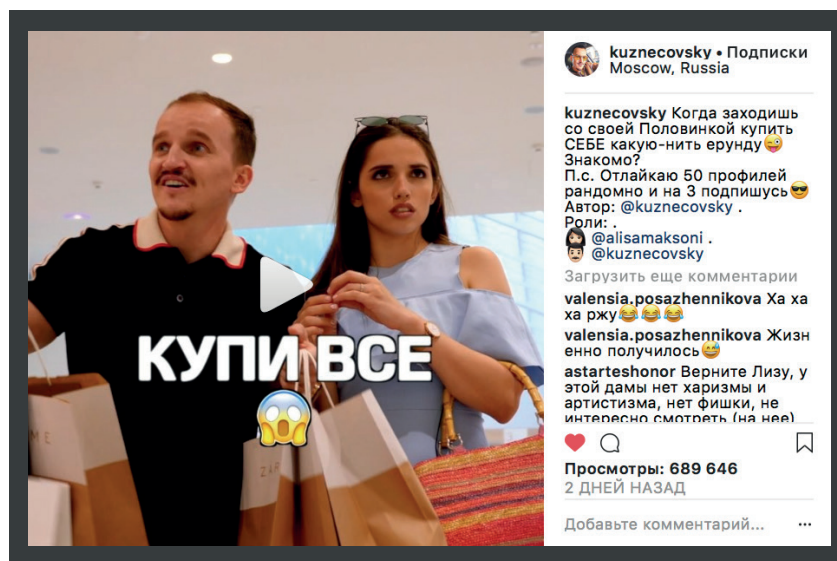 kuznecovsky • Подписки
Moscow, Russia
kuznecovsky Когда заходишь
со своей Половинкой купить
СЕБЕ какую-нить ерунду😜
Знакомо?
П.с. Отлайкаю 50 профилей
рандомно и на 3 подпишусь😎
Автор: @kuznecovsky .
Роли: .
👩🏻 @alisamaksoni .
👨🏻 @kuznecovsky
Загрузить еще комментарии
valensia.posazhennikova Ха ха
ха ржу😂😂😂
valensia.posazhennikova Жизн
енно получилось😅
astarteshonor Верните Лизу, у
этой дамы нет харизмы и
артистизма, нет фишки, не
интересно смотреть (на нее)
КУПИ ВСЕ
😱
ZAR
Просмотры: 689 646
2 ДНЕЙ НАЗАД
Добавьте комментарий...